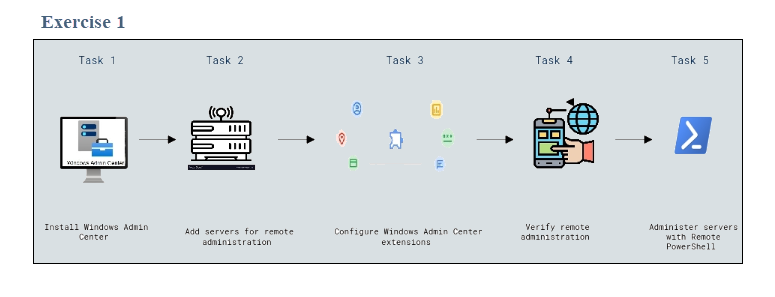 Exercise 1
Task 1
Task 2
Task 3
Task 4
Task 5
Windows Admin Center
Install Windows Admin
Center
Add servers for remote
administration
Configure Windows Admin Center
extensions
Verify remote
administration
Administer servers
with Remote
PowerShell